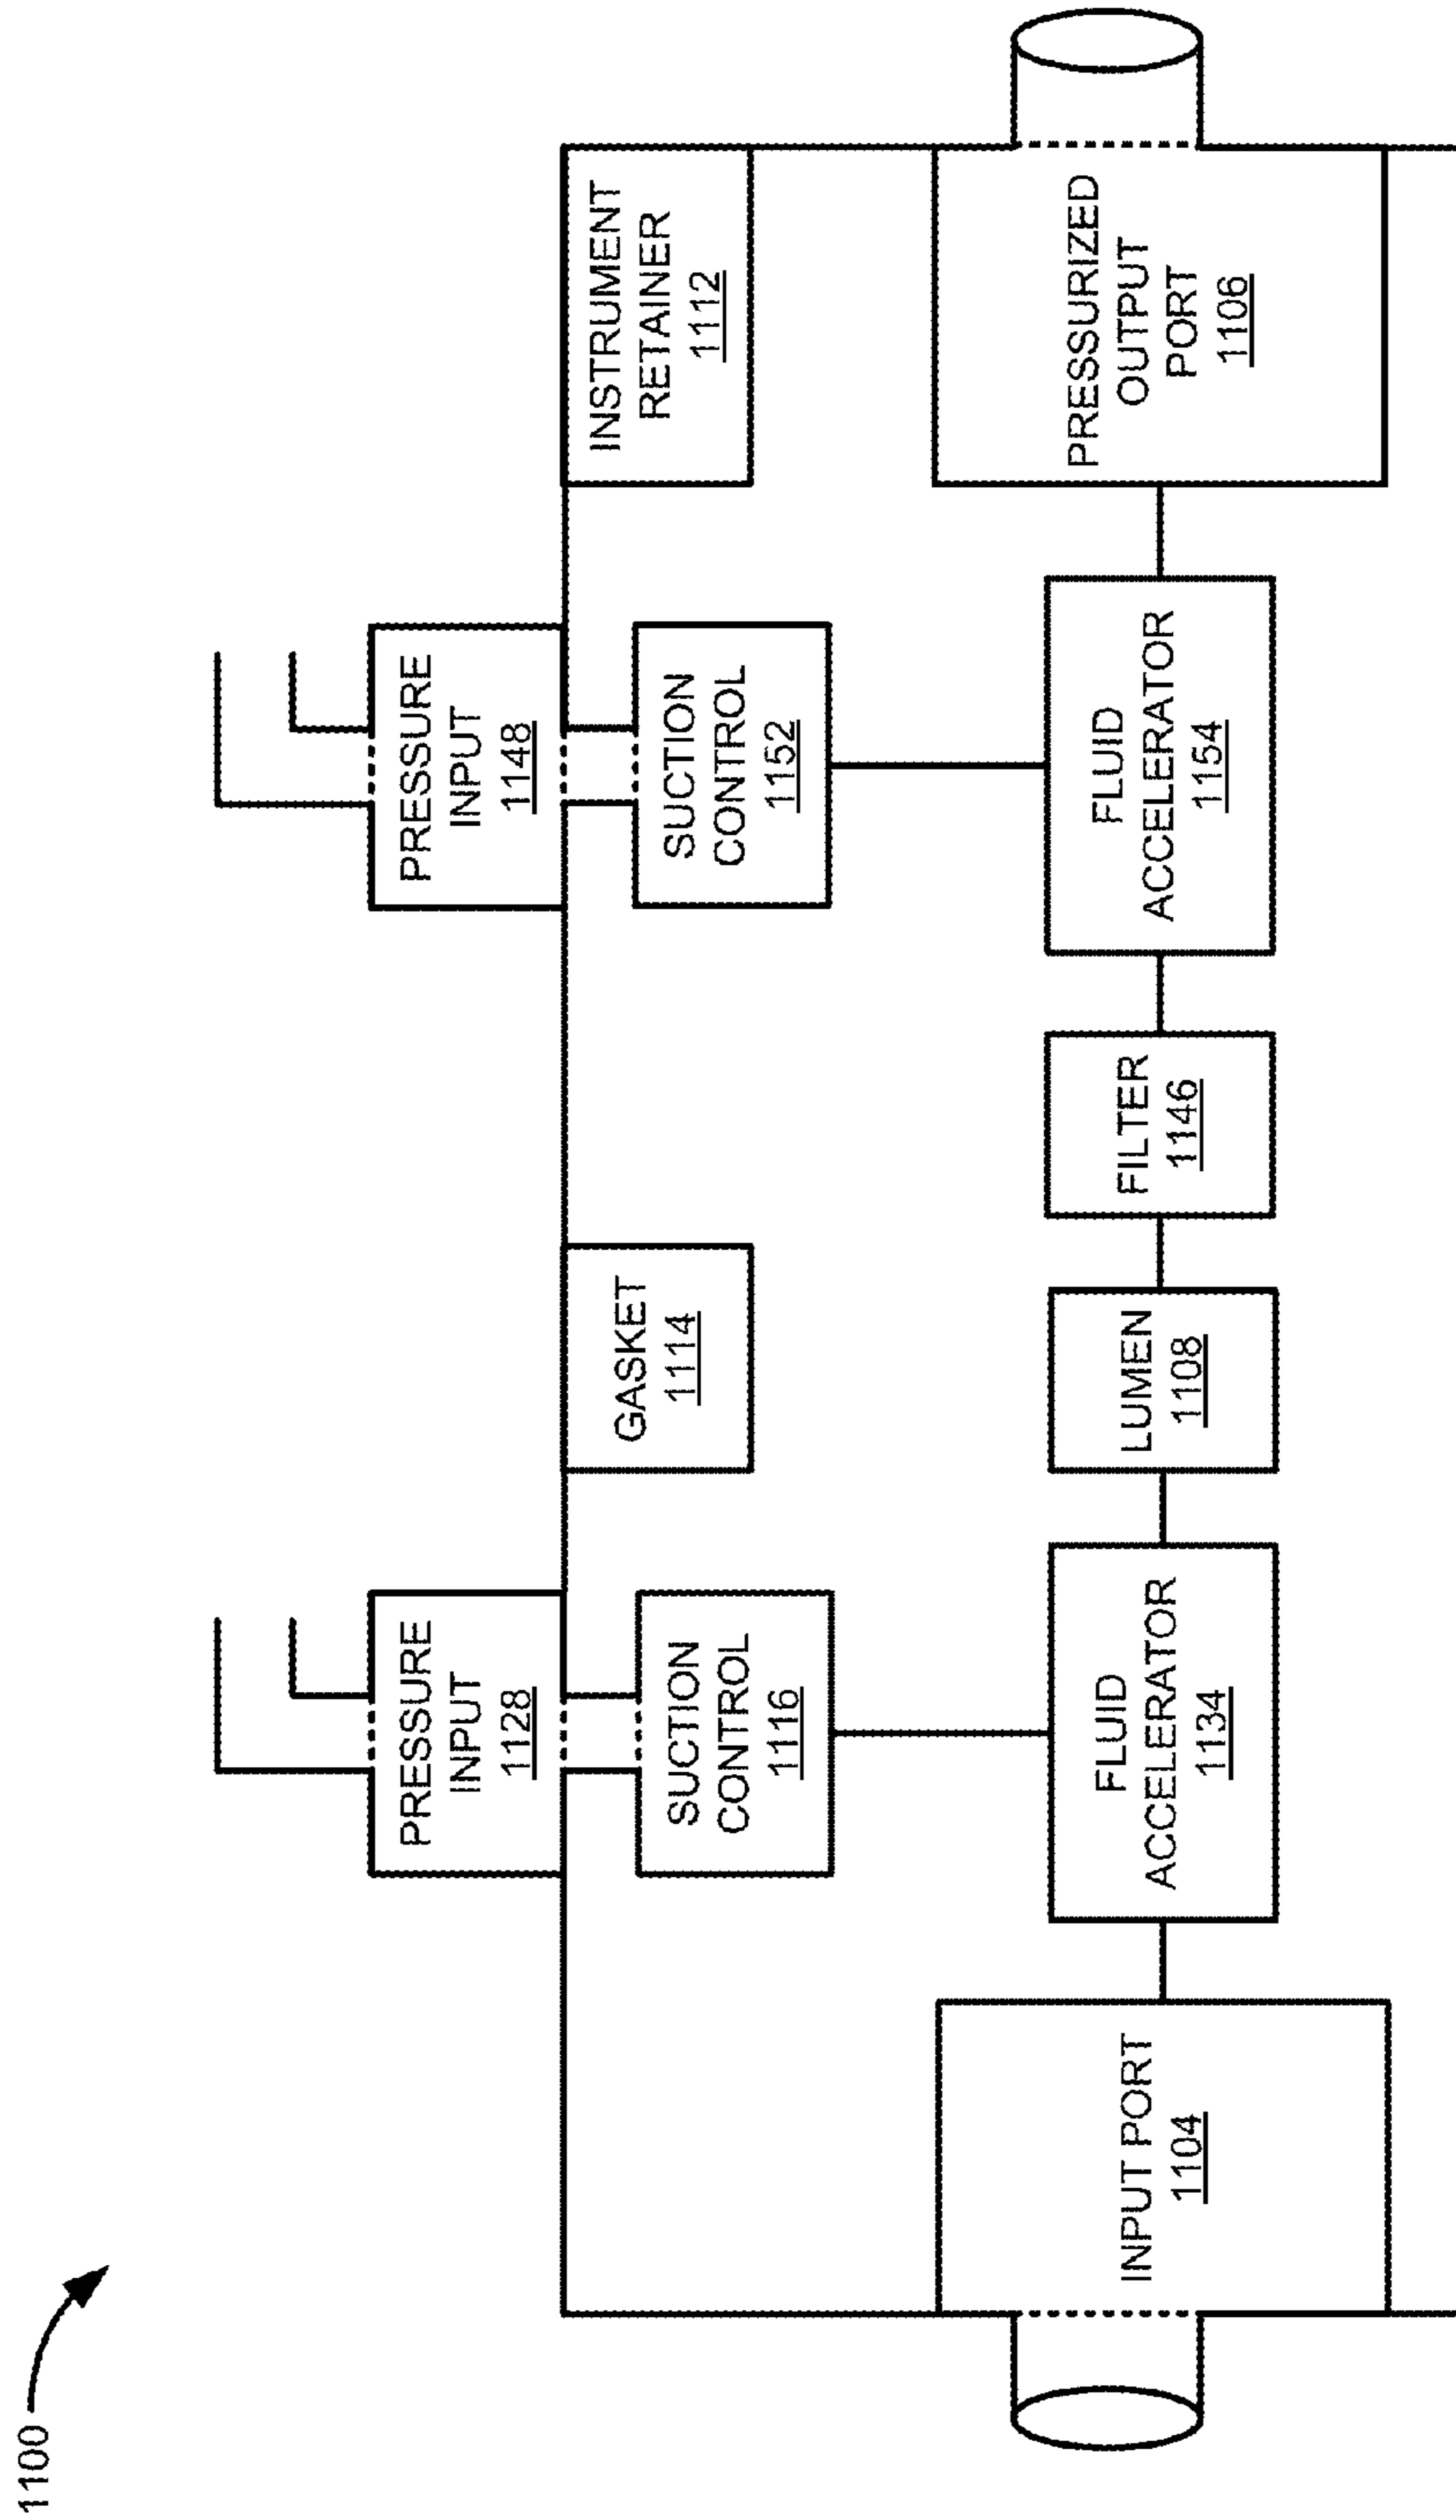 1100
PRESSURE
INPUT
1128
PRESSURE
INPUT
1148
SUCTION
CONTROL
1116
GASKET
1114
SUCTION
CONTROL
1152
INSTRUMENT
RETAINER
1112
INPUT PORT
1104
FLUID
ACCELERATOR
1134
LUMEN
1108
FILTER
1146
FLUID
ACCELERATOR
1154
PRESSURIZED
OUTPUT
PORT
1106